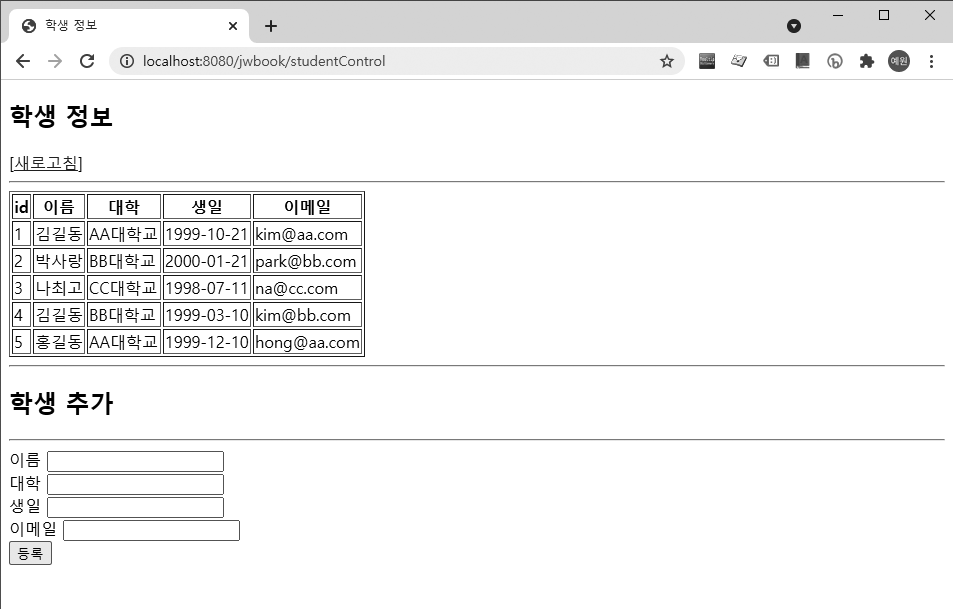 학생 정보
localhost:8080/jwbook/studentControl
예원
학생 정보
[새로고침]
id 이름 대학 생일 이메일
1 김길동 AA대학교 1999-10-21 kim@aa.com
2 박사랑 BB대학교 2000-01-21 park@bb.com
3 나최고 CC대학교 1998-07-11 na@cc.com
4 김길동 BB대학교 1999-03-10 kim@bb.com
5 홍길동 AA대학교 1999-12-10 hong@aa.com
학생 추가
이름
대학
생일
이메일
등록